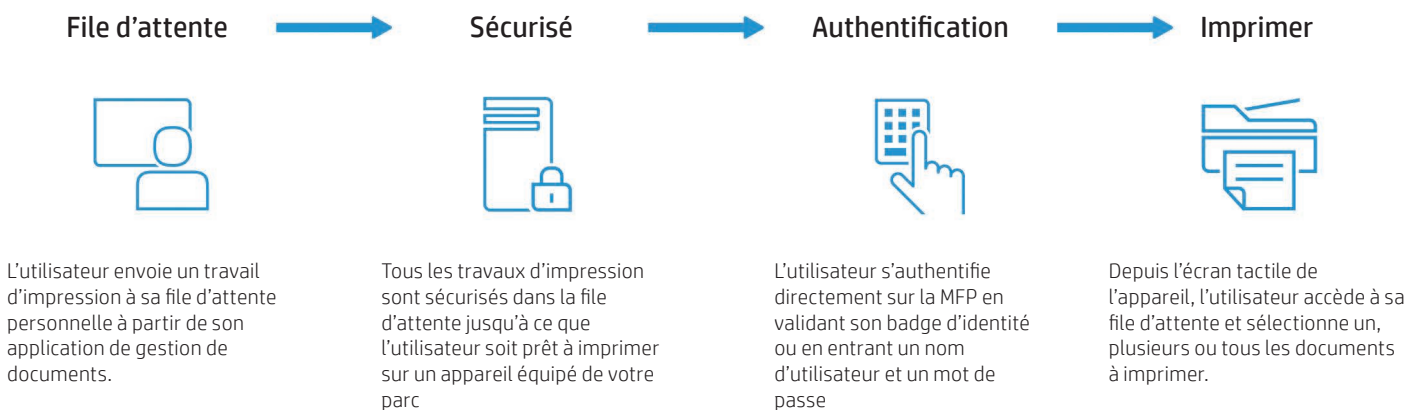 File d'attente
Sécurisé
Authentification
Imprimer
L'utilisateur envoie un travail
d'impression à sa file d'attente
personnelle à partir de son
application de gestion de
documents.
Tous les travaux d'impression
sont sécurisés dans la file
d'attente jusqu'à ce que
l'utilisateur soit prêt à imprimer
sur un appareil équipé de votre
parc
L'utilisateur s'authentifie
directement sur la MFP en
validant son badge d'identité
ou en entrant un nom
d'utilisateur et un mot de
passe
Depuis l'écran tactile de
l'appareil, l'utilisateur accède à sa
file d'attente et sélectionne un,
plusieurs ou tous les documents
à imprimer.